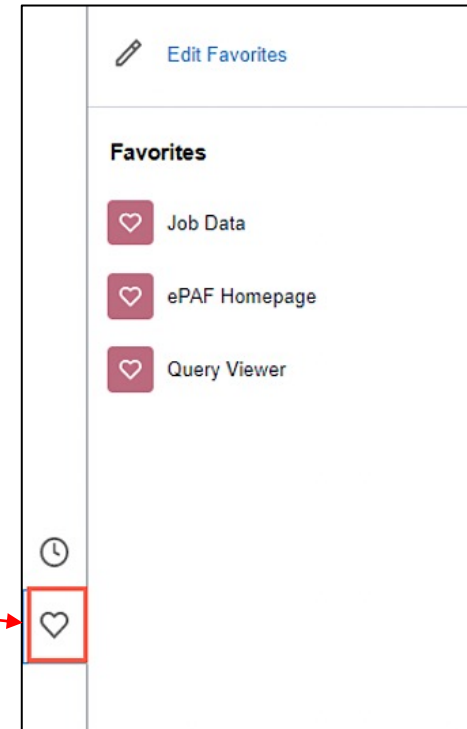 Edit Favorites
Favorites
Job Data
ePAF Homepage
Query Viewer